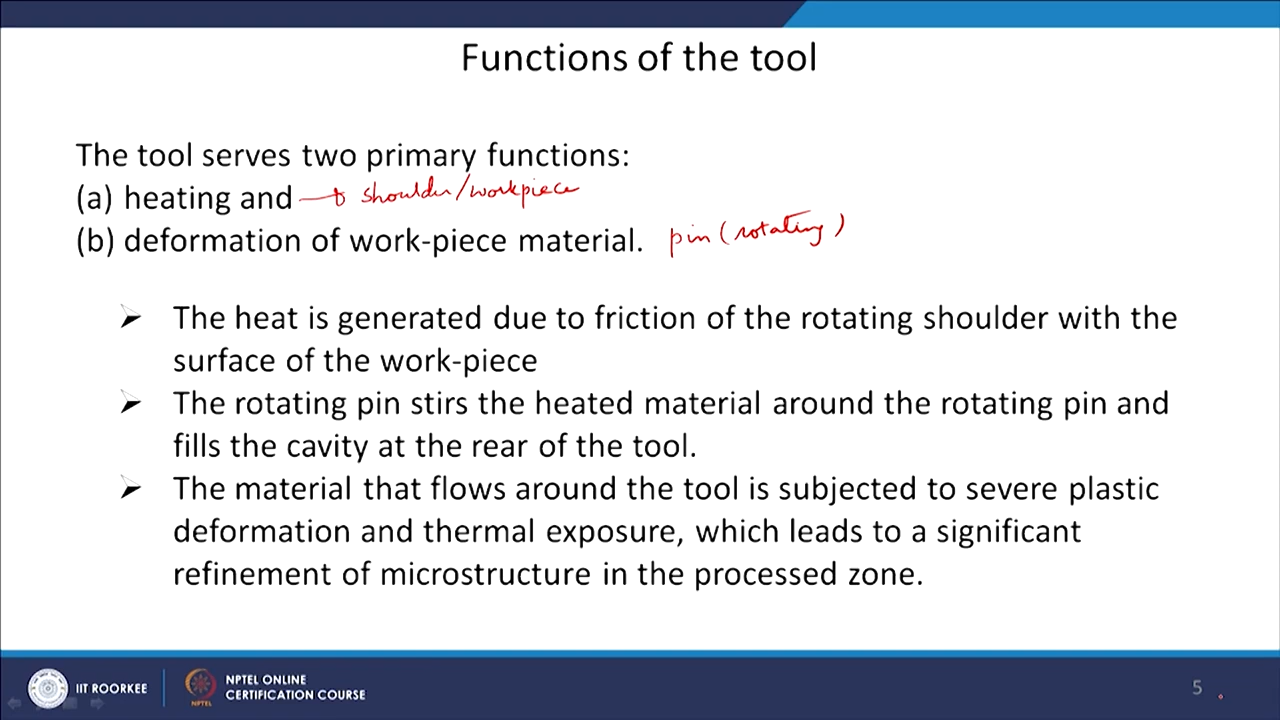 Functions of the tool
The tool serves two primary functions:
(a) heating and → shoulder/workpiece
(b) deformation of work-piece material. pin (rotating)
➢ The heat is generated due to friction of the rotating shoulder with the
surface of the work-piece
➢ The rotating pin stirs the heated material around the rotating pin and
fills the cavity at the rear of the tool.
➢ The material that flows around the tool is subjected to severe plastic
deformation and thermal exposure, which leads to a significant
refinement of microstructure in the processed zone.
IIT ROORKEE
NPTEL
NPTEL ONLINE
CERTIFICATION COURSE
5